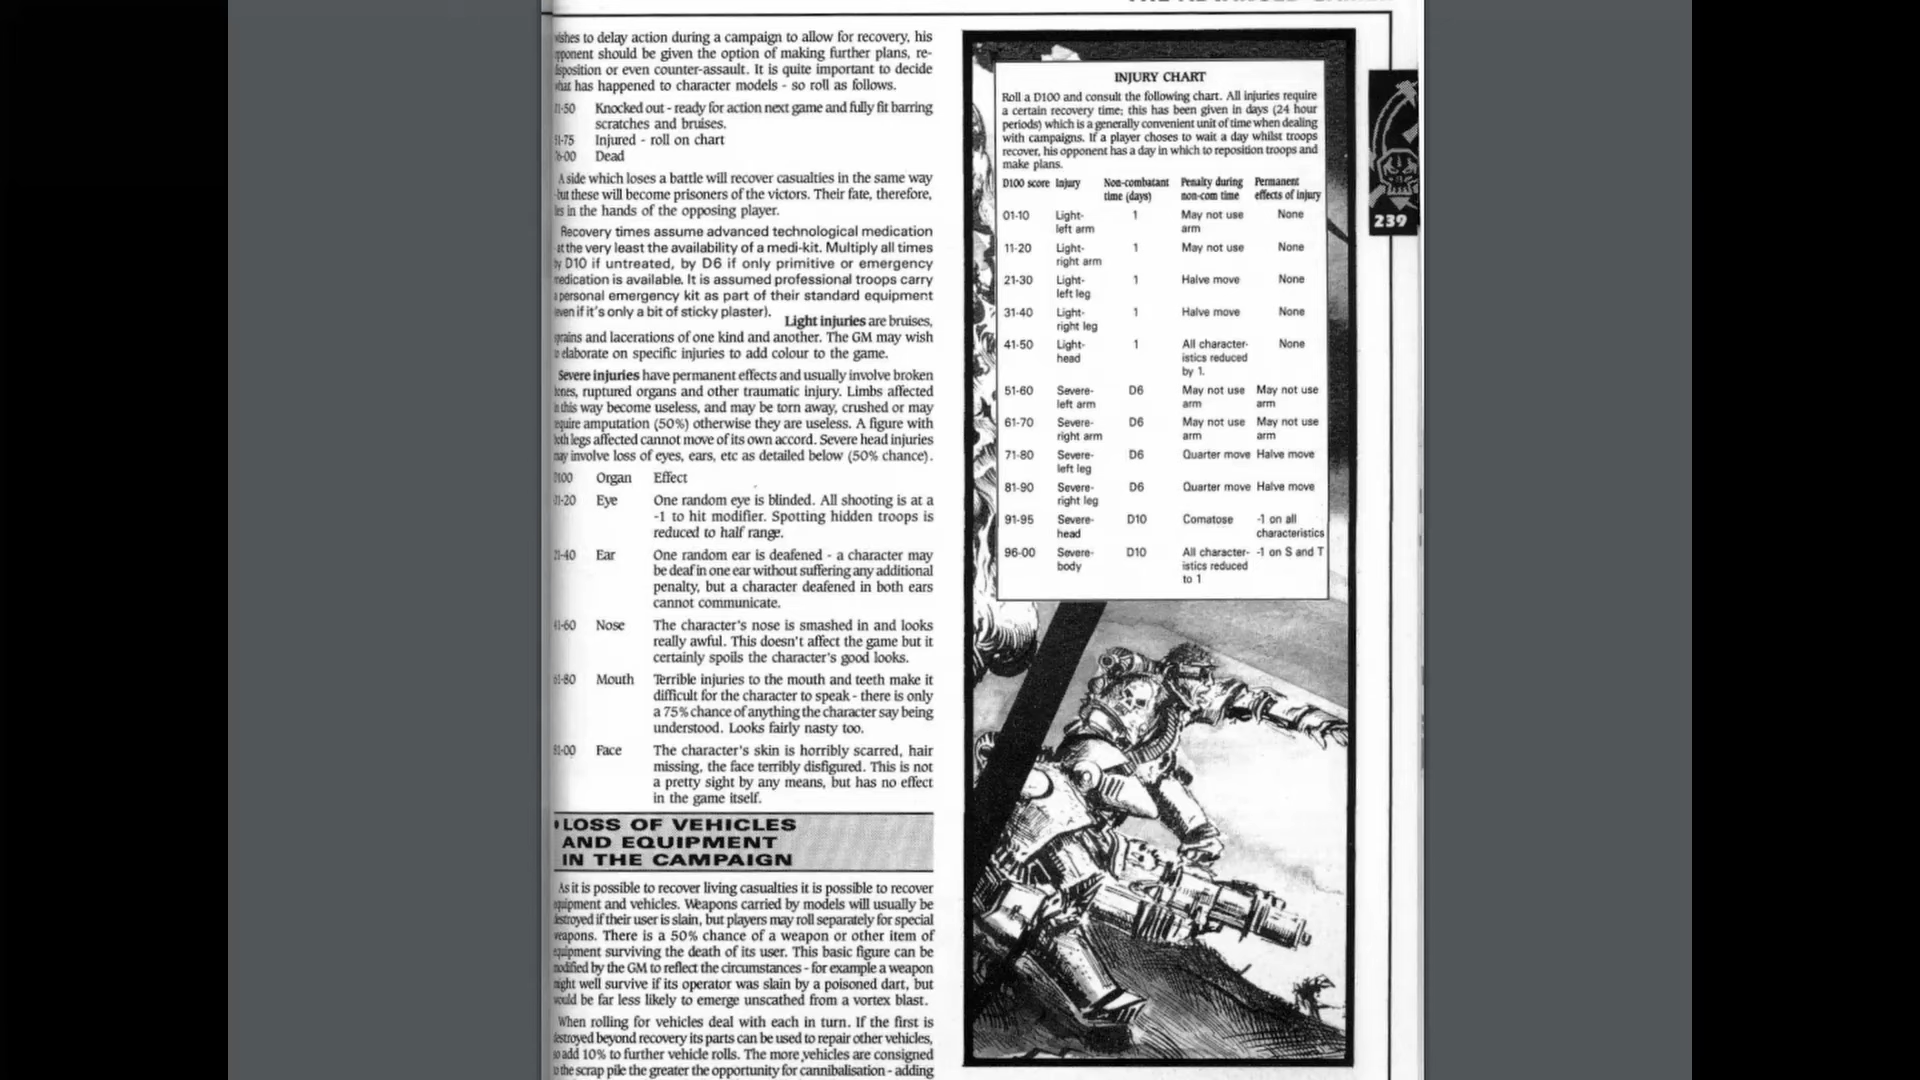 to delay action during a campaign to allow for recovery, his
should be given the option of making further plans, re-
or even counter-assault. It is quite important to decide
has happened to character models - so roll as follows.
1-50 Knocked out - ready for action next game and fully fit barring
scratches and bruises.
1-75 Injured - roll on chart
6-00 Dead
A side which loses a battle will recover casualties in the same way
but these will become prisoners of the victors. Their fate, therefore,
in the hands of the opposing player.
Recovery times assume advanced technological medication
at the very least the availability of a medi-kit. Multiply all times
D10 if untreated, by D6 if only primitive or emergency
medication is available. It is assumed professional troops carry
personal emergency kit as part of their standard equipment
if it's only a bit of sticky plaster).
Light injuries are bruises,
and lacerations of one kind and another. The GM may wish
elaborate on specific injuries to add colour to the game.
Severe injuries have permanent effects and usually involve broken
ruptured organs and other traumatic injury. Limbs affected
this way become useless, and may be torn away, crushed or may
amputation (50%) otherwise they are useless. A figure with
legs affected cannot move of its own accord. Severe head injuries
may involve loss of eyes, ears, etc as detailed below (50% chance).
Organ Effect
1-20 Eye One random eye is blinded. All shooting is at a
-1 to hit modifier. Spotting hidden troops is
reduced to half range.
1-40 Ear One random ear is deafened - a character may
be deaf in one ear without suffering any additional
penalty, but a character deafened in both ears
cannot communicate.
1-60 Nose The character's nose is smashed in and looks
really awful. This doesn't affect the game but it
certainly spoils the character's good looks.
1-80 Mouth Terrible injuries to the mouth and teeth make it
difficult for the character to speak - there is only
a 75% chance of anything the character say being
understood. Looks fairly nasty too.
1-00 Face The character's skin is horribly scarred, hair
missing, the face terribly disfigured. This is not
a pretty sight by any means, but has no effect
in the game itself.
• LOSS OF VEHICLES
AND EQUIPMENT
IN THE CAMPAIGN
As it is possible to recover living casualties it is possible to recover
equipment and vehicles. Weapons carried by models will usually be
destroyed if their user is slain, but players may roll separately for special
weapons. There is a 50% chance of a weapon or other item of
equipment surviving the death of its user. This basic figure can be
modified by the GM to reflect the circumstances - for example a weapon
might well survive if its operator was slain by a poisoned dart, but
would be far less likely to emerge unscathed from a vortex blast.
When rolling for vehicles deal with each in turn. If the first is
destroyed beyond recovery its parts can be used to repair other vehicles,
so add 10% to further vehicle rolls. The more vehicles are consigned
the scrap pile the greater the opportunity for cannibalisation - adding
INJURY CHART
Roll a D100 and consult the following chart. All injuries require
a certain recovery time; this has been given in days (24 hour
periods) which is a generally convenient unit of time when dealing
with campaigns. If a player choses to wait a day whilst troops
recover, his opponent has a day in which to reposition troops and
make plans.
D100 score Injury Non-combatant Penalty during Permanent
time (days) non-com time effects of injury
01-10 Light- 1 May not use None
left arm arm
11-20 Light- 1 May not use None
right arm
21-30 Light- 1 Halve move None
left leg
31-40 Light- 1 Halve move None
right leg
41-50 Light- 1 All character- None
head istics reduced
by 1.
51-60 Severe- D6 May not use May not use
left arm arm arm
61-70 Severe- D6 May not use May not use
right arm arm arm
71-80 Severe- D6 Quarter move Halve move
left leg
81-90 Severe- D6 Quarter move Halve move
right leg
91-95 Severe- D10 Comatose -1 on all
head characteristics
96-00 Severe- D10 All character- -1 on S and T
body istics reduced
to 1
239